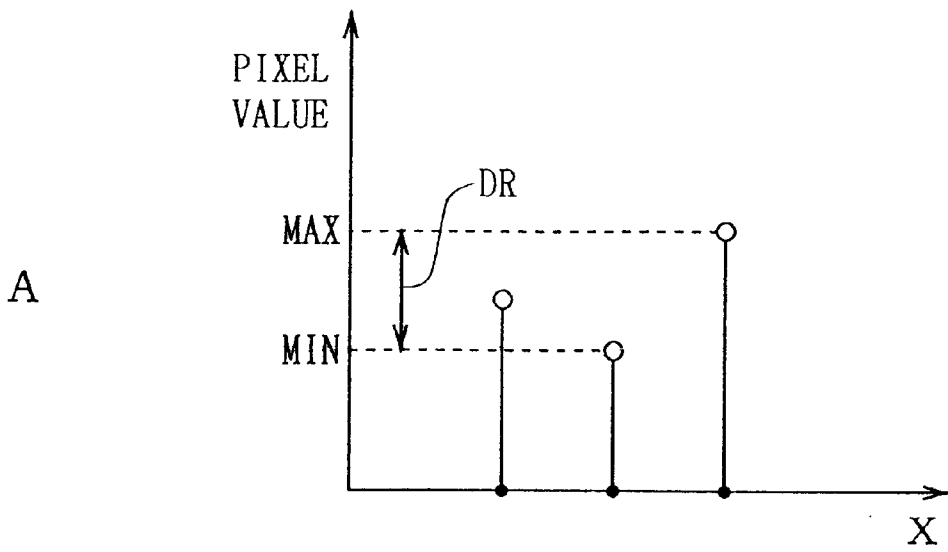 PIXEL
VALUE
DR
MAX
A
MIN
X